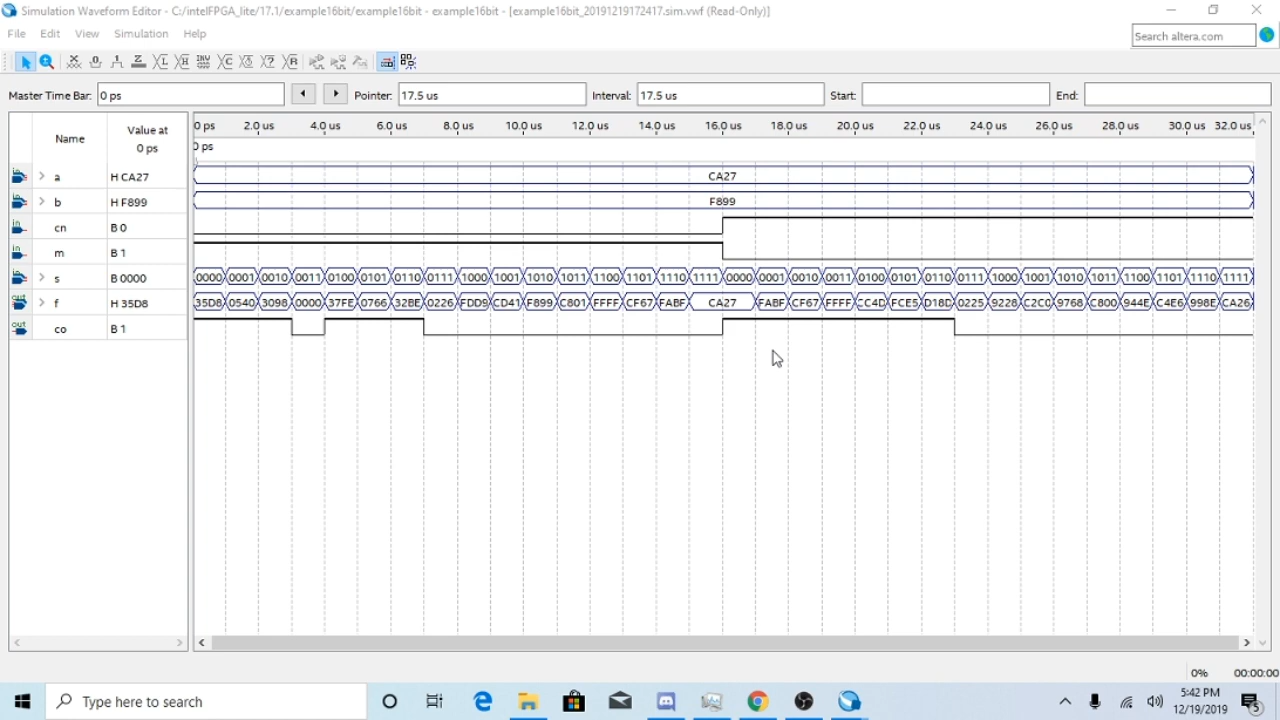 Simulation Waveform Editor - C:/intelFPGA_lite/17.1/example16bit/example16bit - example16bit - [example16bit_20191219172417.sim.vwf (Read-Only)]
File Edit View Simulation Help
Search altera.com
Master Time Bar: 0 ps Pointer: 17.5 us Interval: 17.5 us Start: End:
Name Value at 0 ps
0 ps 2.0 us 4.0 us 6.0 us 8.0 us 10.0 us 12.0 us 14.0 us 16.0 us 18.0 us 20.0 us 22.0 us 24.0 us 26.0 us 28.0 us 30.0 us 32.0 us
0 ps
a H CA27 CA27
b H F899 F899
cn B 0
m B 1
s B 0000 0000 0001 0010 0011 0100 0101 0110 0111 1000 1001 1010 1011 1100 1101 1110 1111 0000 0001 0010 0011 0100 0101 0110 0111 1000 1001 1010 1011 1100 1101 1110 1111
f H 35D8 35D8 0540 3098 0000 37FE 0766 32BE 0226 FDD9 CD41 F899 C801 FFFF CF67 FABF CA27 FABF CF67 FFFF CC4D FCE5 D18D 0225 9228 C2C0 9768 C800 944E C4E6 998E CA26
co B 1
0% 00:00:00
Type here to search
5:42 PM
12/19/2019
5